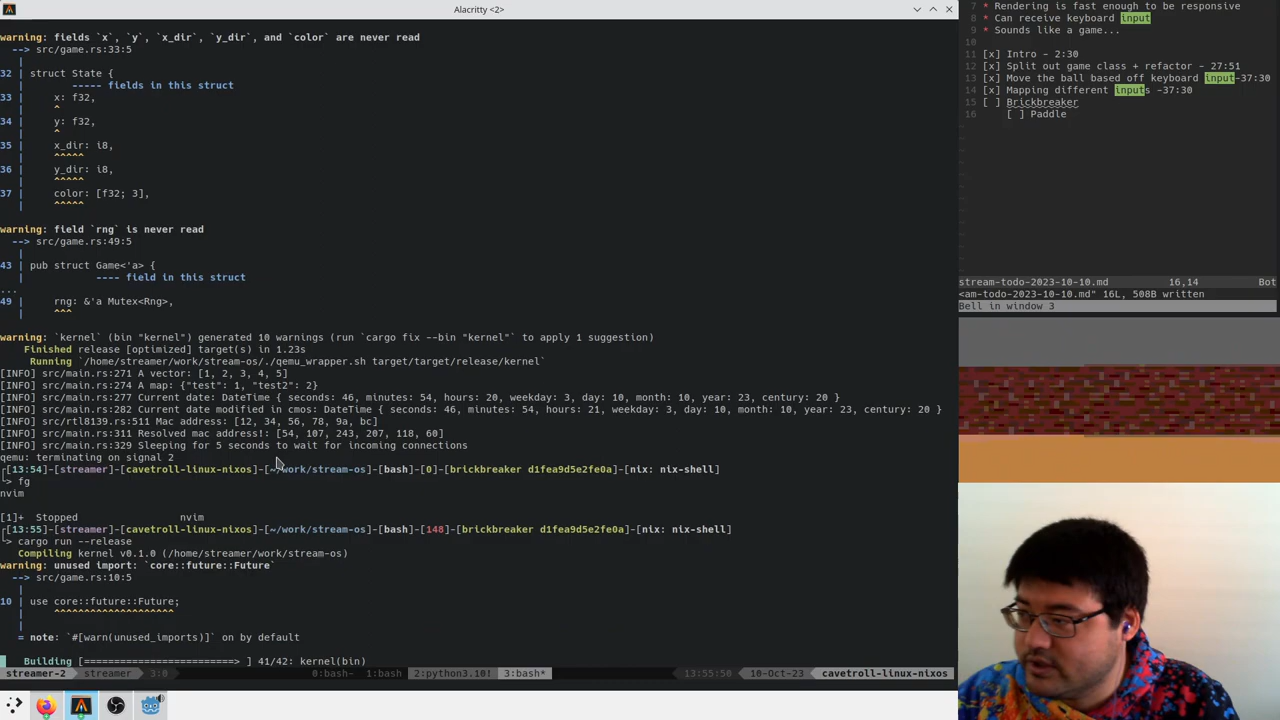 Alacritty <2>
warning: fields `x`, `y`, `x_dir`, `y_dir`, and `color` are never read
--> src/game.rs:33:5
|
32 | struct State {
| ----- fields in this struct
33 | x: f32,
| ^
34 | y: f32,
| ^
35 | x_dir: i8,
| ^^^^^
36 | y_dir: i8,
| ^^^^^
37 | color: [f32; 3],
| ^^^^^
warning: field `rng` is never read
--> src/game.rs:49:5
|
43 | pub struct Game<'a> {
| ---- field in this struct
...
49 | rng: &'a Mutex<Rng>,
| ^^^
warning: `kernel` (bin "kernel") generated 10 warnings (run `cargo fix --bin "kernel"` to apply 1 suggestion)
Finished release [optimized] target(s) in 1.23s
Running `/home/streamer/work/stream-os/./qemu_wrapper.sh target/target/release/kernel`
[INFO] src/main.rs:271 A vector: [1, 2, 3, 4, 5]
[INFO] src/main.rs:274 A map: {"test": 1, "test2": 2}
[INFO] src/main.rs:277 Current date: DateTime { seconds: 46, minutes: 54, hours: 20, weekday: 3, day: 10, month: 10, year: 23, century: 20 }
[INFO] src/main.rs:282 Current date modified in cmos: DateTime { seconds: 46, minutes: 54, hours: 21, weekday: 3, day: 10, month: 10, year: 23, century: 20 }
[INFO] src/rtl8139.rs:511 Mac address: [12, 34, 56, 78, 9a, bc]
[INFO] src/main.rs:311 Resolved mac address!: [54, 107, 243, 207, 118, 60]
[INFO] src/main.rs:329 Sleeping for 5 seconds to wait for incoming connections
qemu: terminating on signal 2
┌[13:54]-[streamer]-[cavetroll-linux-nixos]-[~/work/stream-os]-[bash]-[0]-[brickbreaker d1fea9d5e2fe0a]-[nix: nix-shell]
└> fg
nvim
[1]+ Stopped nvim
┌[13:55]-[streamer]-[cavetroll-linux-nixos]-[~/work/stream-os]-[bash]-[148]-[brickbreaker d1fea9d5e2fe0a]-[nix: nix-shell]
└> cargo run --release
Compiling kernel v0.1.0 (/home/streamer/work/stream-os)
warning: unused import: `core::future::Future`
--> src/game.rs:10:5
|
10 | use core::future::Future;
| ^^^^^^^^^^^^^^^^^^^^
|
= note: `#[warn(unused_imports)]` on by default
Building [==========================> ] 41/42: kernel(bin)
streamer-2 streamer 3:0 0:bash- 1:bash 2:python3.10! 3:bash* 13:55:50 10-Oct-23 cavetroll-linux-nixos
7 * Rendering is fast enough to be responsive
8 * Can receive keyboard input
9 * Sounds like a game...
10
11 [x] Intro - 2:30
12 [x] Split out game class + refactor - 27:51
13 [x] Move the ball based off keyboard input-37:30
14 [x] Mapping different inputs -37:30
15 [ ] Brickbreaker
16 [ ] Paddle
~
stream-todo-2023-10-10.md 16,14 Bot
<am-todo-2023-10-10.md" 16L, 508B written
Bell in window 3